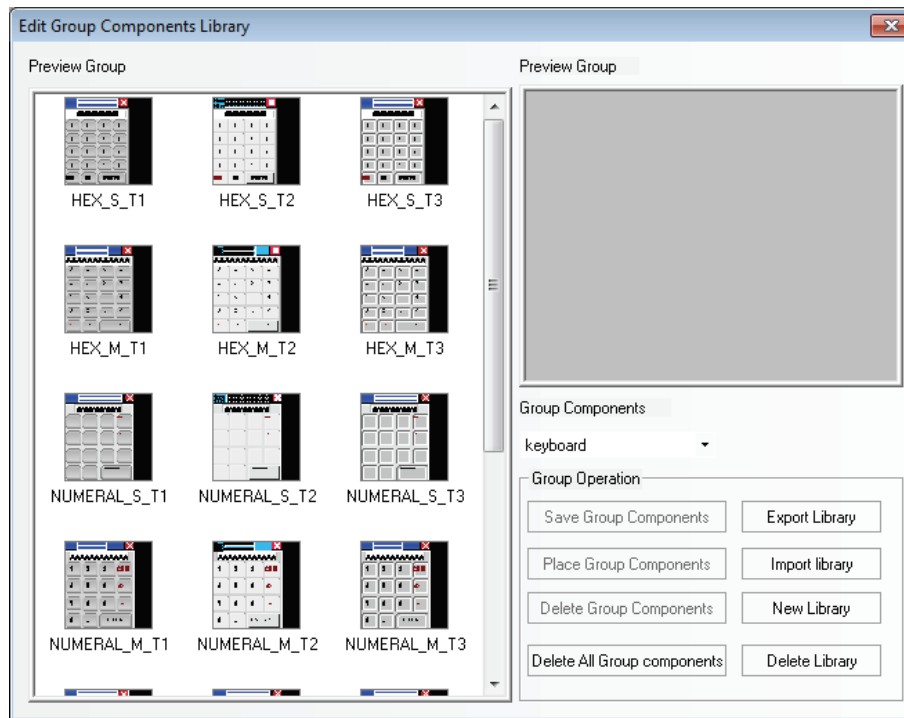 Edit Group Components Library
Preview Group
HEX_S_T1 HEX_S_T2 HEX_S_T3
HEX_M_T1 HEX_M_T2 HEX_M_T3
NUMERAL_S_T1 NUMERAL_S_T2 NUMERAL_S_T3
NUMERAL_M_T1 NUMERAL_M_T2 NUMERAL_M_T3
Preview Group
Group Components
keyboard
Group Operation
Save Group Components Export Library
Place Group Components Import library
Delete Group Components New Library
Delete All Group components Delete Library